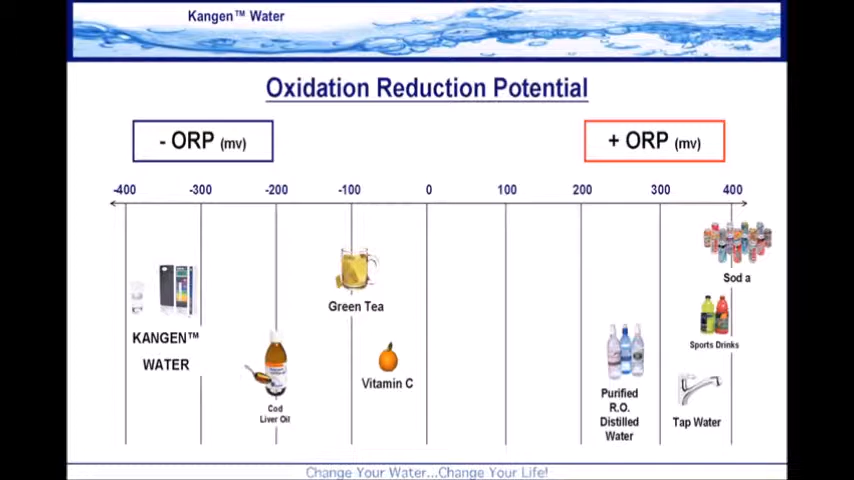 Kangen™ Water
Oxidation Reduction Potential
- ORP (mv)
+ ORP (mv)
-400 -300 -200 -100 0 100 200 300 400
Sod a
Green Tea
KANGEN™
WATER
Sports Drinks
Vitamin C
Purified
R.O.
Distilled
Water
Cod
Liver Oil
Tap Water
Change Your Water...Change Your Life!